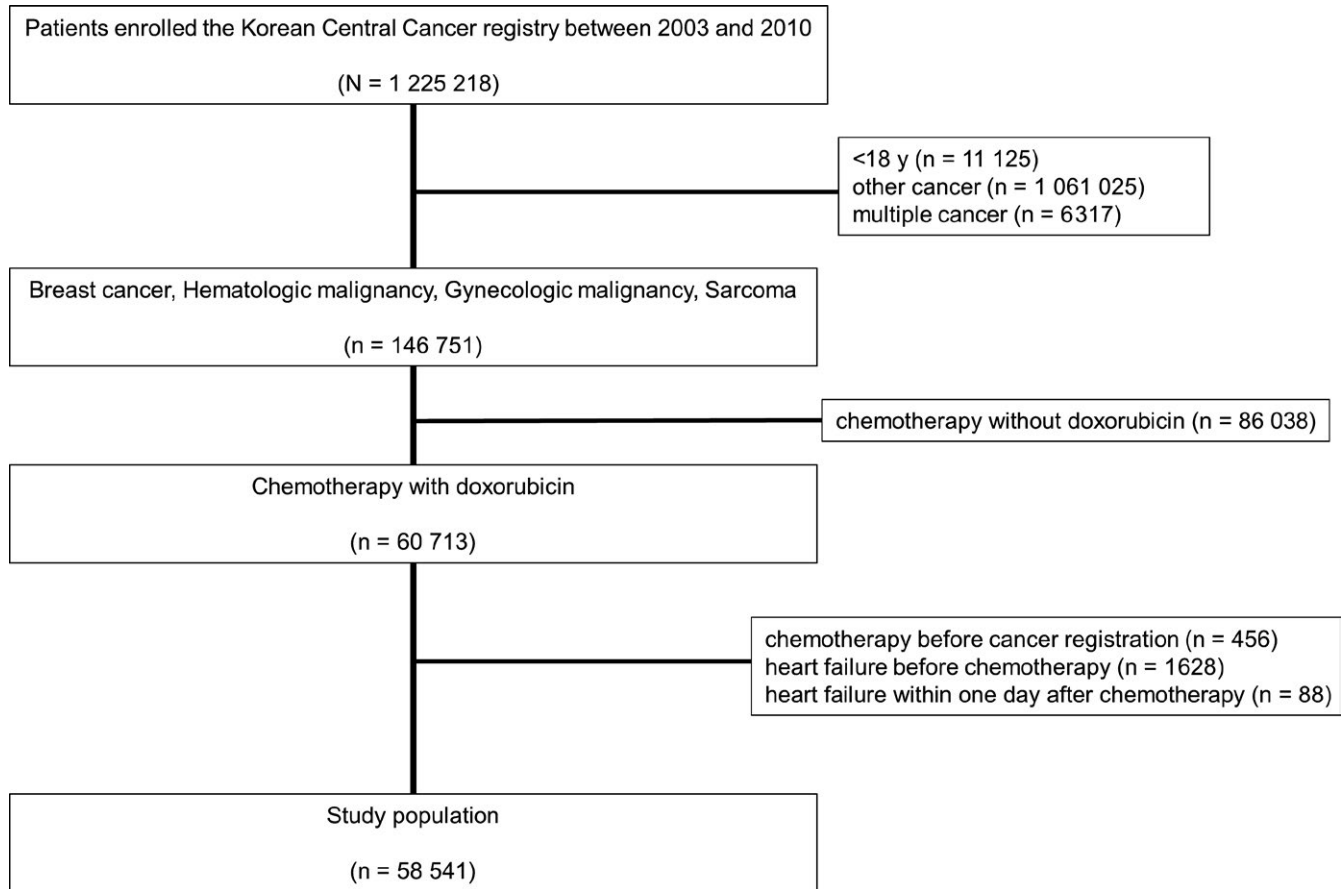 Patients enrolled the Korean Central Cancer registry between 2003 and 2010
(N = 1 225 218)
<18 y (n = 11 125)
other cancer (n = 1 061 025)
multiple cancer (n = 6317)
Breast cancer, Hematologic malignancy, Gynecologic malignancy, Sarcoma
(n = 146 751)
chemotherapy without doxorubicin (n = 86 038)
Chemotherapy with doxorubicin
(n = 60 713)
chemotherapy before cancer registration (n = 456)
heart failure before chemotherapy (n = 1628)
heart failure within one day after chemotherapy (n = 88)
Study population
(n = 58 541)